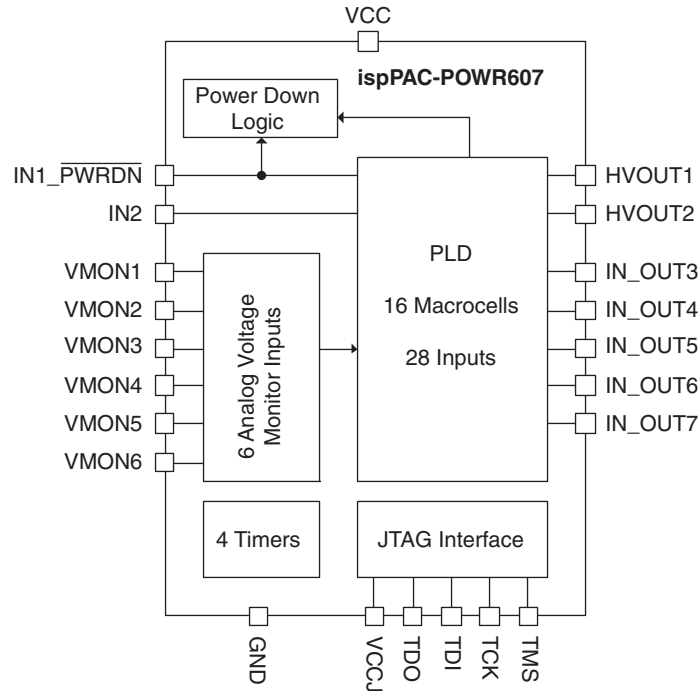 VCC
ispPAC-POWR607
Power Down
Logic
IN1_PWRDN
IN2
VMON1
VMON2
VMON3
VMON4
VMON5
VMON6
6 Analog Voltage
Monitor Inputs
PLD
16 Macrocells
28 Inputs
HVOUT1
HVOUT2
IN_OUT3
IN_OUT4
IN_OUT5
IN_OUT6
IN_OUT7
4 Timers
JTAG Interface
GND
VCCJ
TDO
TDI
TCK
TMS